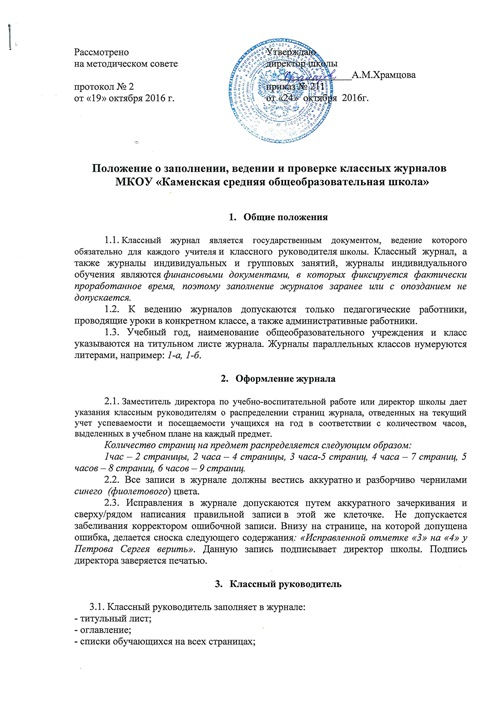 Рассмотрено
на методическом совете
протокол № 2
от «19» октября 2016 г.
Утверждаю
директор школы
А.М.Храмцова
приказ № 211
от «24» октября 2016г.
Положение о заполнении, ведении и проверке классных журналов
МКОУ «Каменская средняя общеобразовательная школа»
1. Общие положения
1.1. Классный журнал является государственным документом, ведение которого
обязательно для каждого учителя и классного руководителя школы. Классный журнал, а
также журналы индивидуальных и групповых занятий, журналы индивидуального
обучения являются финансовыми документами, в которых фиксируется фактически
проработанное время, поэтому заполнение журналов заранее или с опозданием не
допускается.
1.2. К ведению журналов допускаются только педагогические работники,
проводящие уроки в конкретном классе, а также административные работники.
1.3. Учебный год, наименование общеобразовательного учреждения и класс
указываются на титульном листе журнала. Журналы параллельных классов нумеруются
литерами, например: 1-а, 1-б.
2. Оформление журнала
2.1. Заместитель директора по учебно-воспитательной работе или директор школы дает
указания классным руководителям о распределении страниц журнала, отведенных на текущий
учет успеваемости и посещаемости учащихся на год в соответствии с количеством часов,
выделенных в учебном плане на каждый предмет.
Количество страниц на предмет распределяется следующим образом:
1час – 2 страницы, 2 часа – 4 страницы, 3 часа-5 страниц, 4 часа – 7 страниц, 5
часов – 8 страниц, 6 часов – 9 страниц.
2.2. Все записи в журнале должны вестись аккуратно и разборчиво чернилами
синего (фиолетового) цвета.
2.3. Исправления в журнале допускаются путем аккуратного зачеркивания и
сверху/рядом написания правильной записи в этой же клеточке. Не допускается
забеливания корректором ошибочной записи. Внизу на странице, на которой допущена
ошибка, делается сноска следующего содержания: «Исправленной отметке «3» на «4» у
Петрова Сергея верить». Данную запись подписывает директор школы. Подпись
директора заверяется печатью.
3. Классный руководитель
3.1. Классный руководитель заполняет в журнале:
- титульный лист;
- оглавление;
- списки обучающихся на всех страницах;